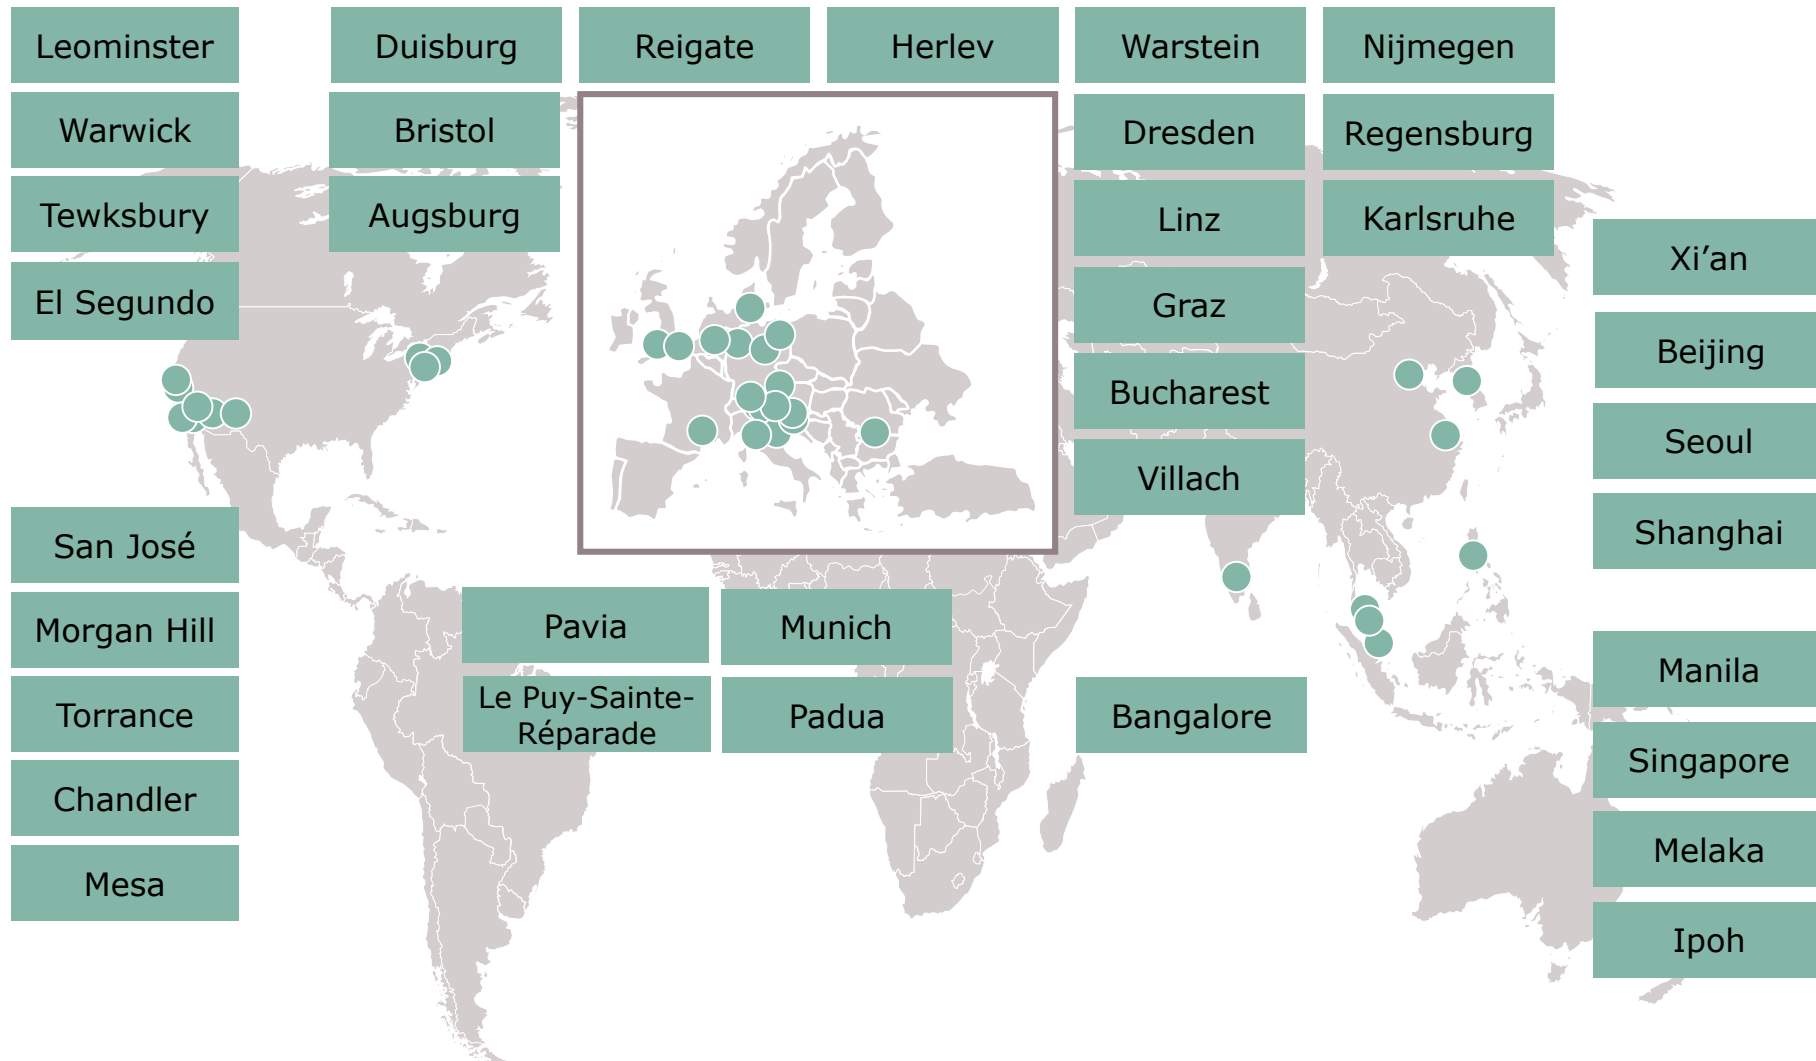 Leominster
Duisburg
Reigate
Herlev
Warstein
Nijmegen
Warwick
Bristol
Dresden
Regensburg
Tewksbury
Augsburg
Linz
Karlsruhe
Xi’an
El Segundo
Graz
Beijing
Bucharest
Seoul
Villach
Shanghai
San José
Morgan Hill
Pavia
Munich
Manila
Torrance
Le Puy-Sainte-
Réparade
Padua
Bangalore
Singapore
Chandler
Melaka
Mesa
Ipoh